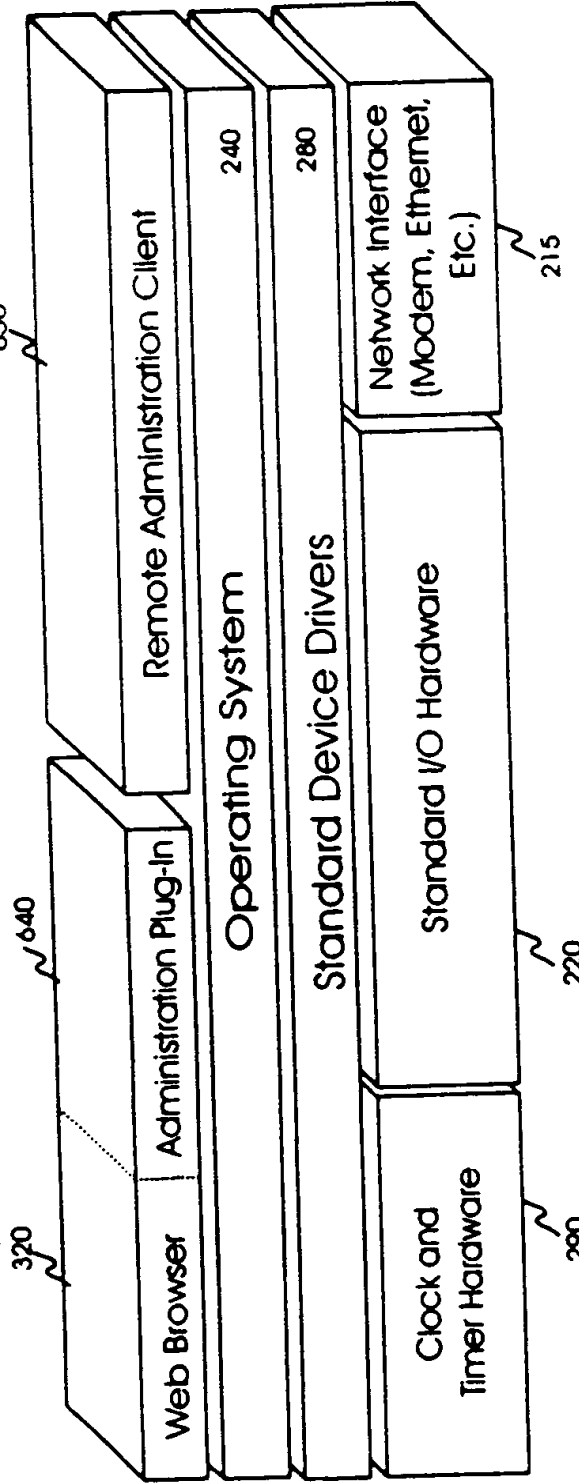 320
640
Web Browser
Administration Plug-In
Remote Administration Client
Operating System
240
Standard Device Drivers
280
Clock and
Timer Hardware
Standard I/O Hardware
Network Interface
(Modem, Ethernet,
Etc.)
290
220
215